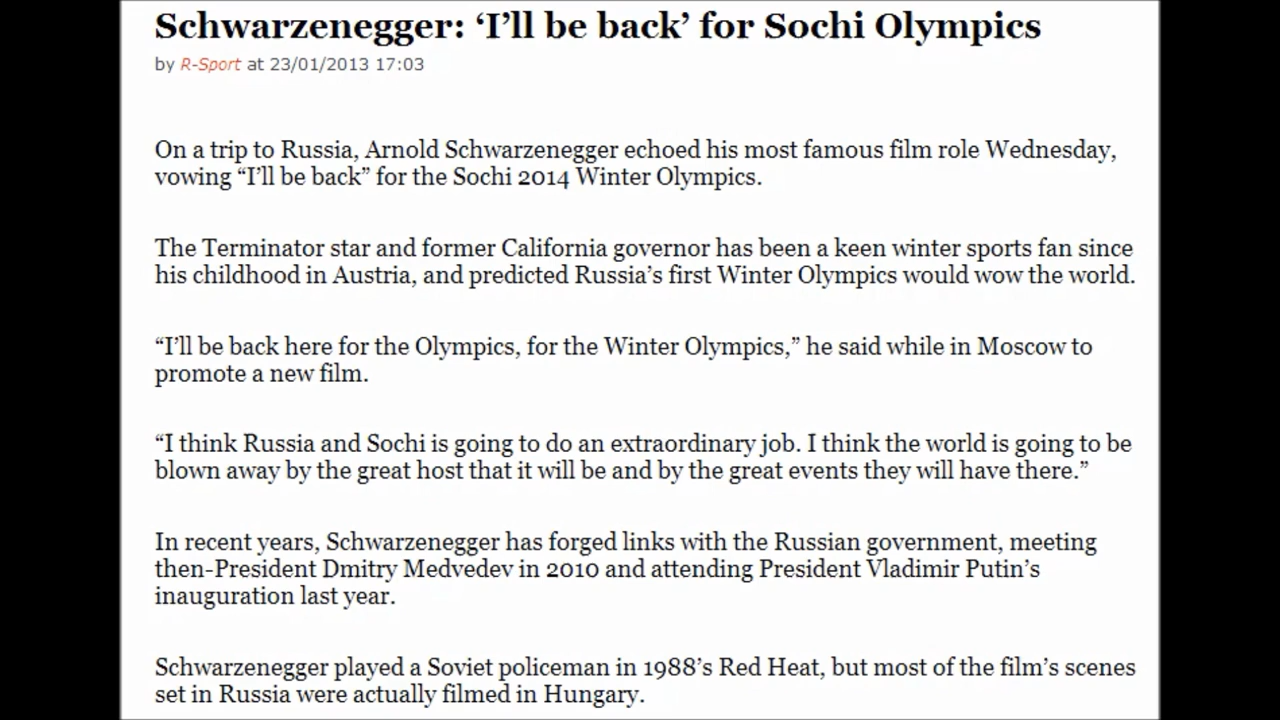 Schwarzenegger: ‘I’ll be back’ for Sochi Olympics
by R-Sport at 23/01/2013 17:03
On a trip to Russia, Arnold Schwarzenegger echoed his most famous film role Wednesday,
vowing “I’ll be back” for the Sochi 2014 Winter Olympics.
The Terminator star and former California governor has been a keen winter sports fan since
his childhood in Austria, and predicted Russia’s first Winter Olympics would wow the world.
“I’ll be back here for the Olympics, for the Winter Olympics,” he said while in Moscow to
promote a new film.
“I think Russia and Sochi is going to do an extraordinary job. I think the world is going to be
blown away by the great host that it will be and by the great events they will have there.”
In recent years, Schwarzenegger has forged links with the Russian government, meeting
then-President Dmitry Medvedev in 2010 and attending President Vladimir Putin’s
inauguration last year.
Schwarzenegger played a Soviet policeman in 1988’s Red Heat, but most of the film’s scenes
set in Russia were actually filmed in Hungary.